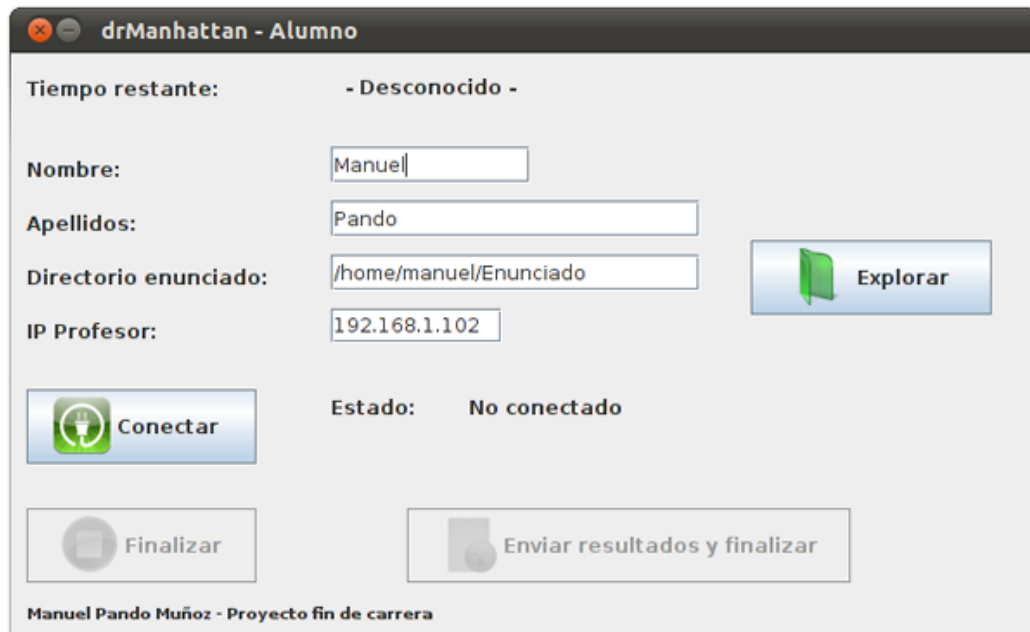 drManhattan - Alumno
Tiempo restante: - Desconocido -
Nombre: Manuel
Apellidos: Pando
Directorio enunciado: /home/manuel/Enunciado
Explorar
IP Profesor: 192.168.1.102
Conectar
Estado: No conectado
Finalizar
Enviar resultados y finalizar
Manuel Pando Muñoz - Proyecto fin de carrera